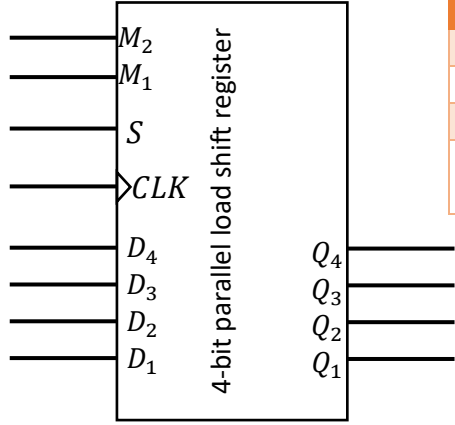 M₂
M₁
S
CLK
D₄
D₃
D₂
D₁
4-bit parallel load shift register
Q₄
Q₃
Q₂
Q₁